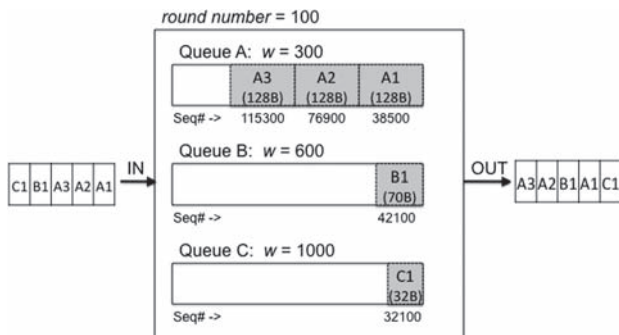 round number = 100
Queue A: w = 300
A3 A2 A1
(128B) (128B) (128B)
Seq# -> 115300 76900 38500
C1 B1 A3 A2 A1
IN
Queue B: w = 600
B1
(70B)
Seq# -> 42100
OUT
A3 A2 B1 A1 C1
Queue C: w = 1000
C1
(32B)
Seq# -> 32100